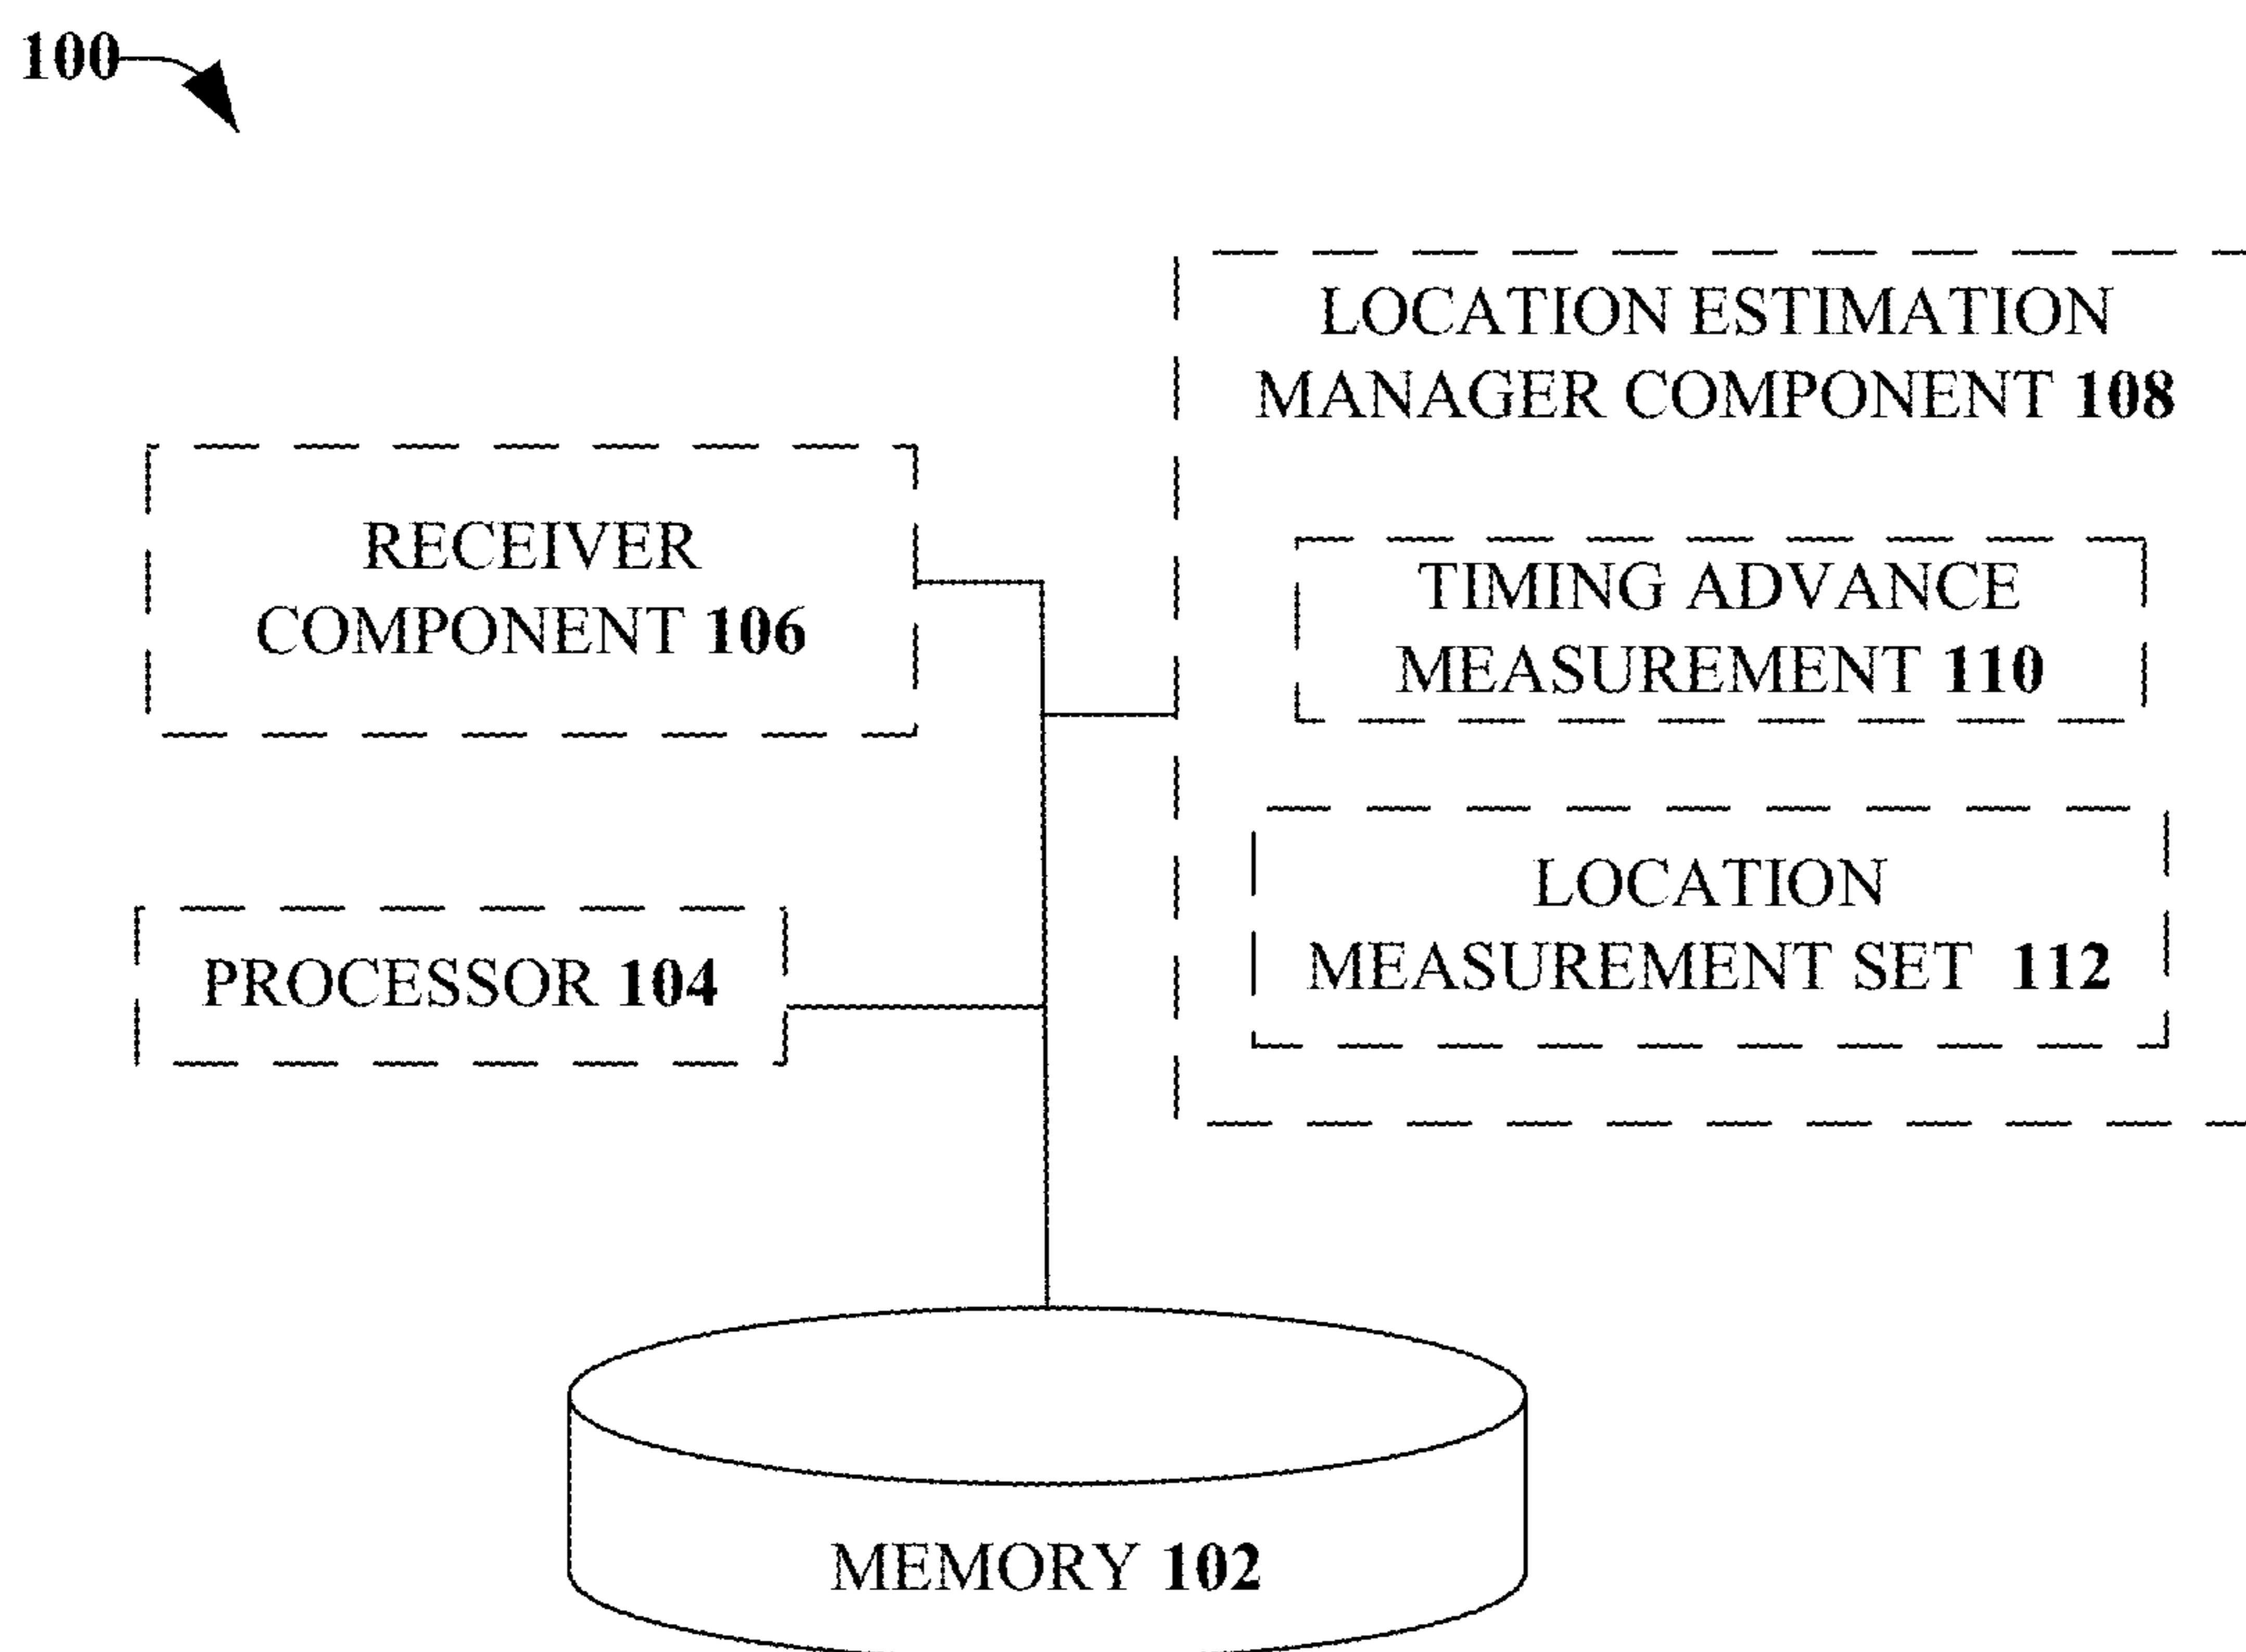 100
LOCATION ESTIMATION
MANAGER COMPONENT 108
RECEIVER
COMPONENT 106
TIMING ADVANCE
MEASUREMENT 110
LOCATION
MEASUREMENT SET 112
PROCESSOR 104
MEMORY 102